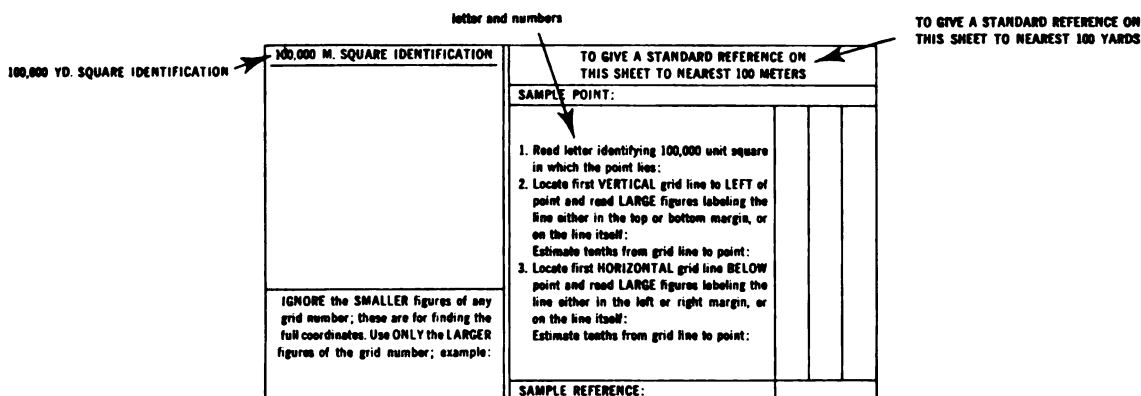 letter and numbers
TO GIVE A STANDARD REFERENCE ON
THIS SHEET TO NEAREST 100 YARDS
100,000 YD. SQUARE IDENTIFICATION
100,000 M. SQUARE IDENTIFICATION
TO GIVE A STANDARD REFERENCE ON
THIS SHEET TO NEAREST 100 METERS
SAMPLE POINT:
1. Read letter identifying 100,000 unit square
in which the point lies:
2. Locate first VERTICAL grid line to LEFT of
point and read LARGE figures labeling the
line either in the top or bottom margin, or
on the line itself:
Estimate tenths from grid line to point:
3. Locate first HORIZONTAL grid line BELOW
point and read LARGE figures labeling the
line either in the left or right margin, or
on the line itself:
Estimate tenths from grid line to point:
IGNORE the SMALLER figures of any
grid number; these are for finding the
full coordinates. Use ONLY the LARGER
figures of the grid number; example:
SAMPLE REFERENCE: